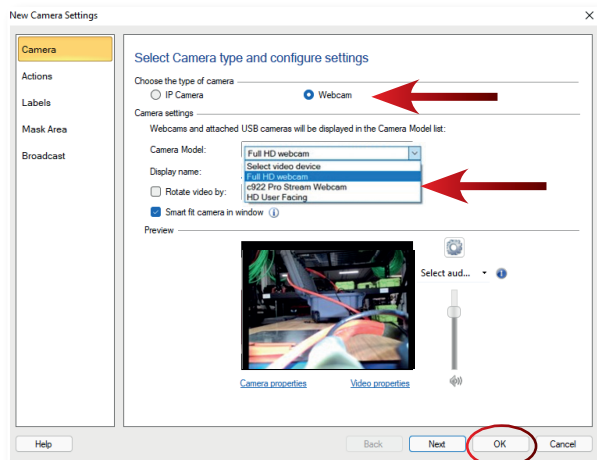 New Camera Settings
Camera
Actions
Labels
Mask Area
Broadcast
Select Camera type and configure settings
Choose the type of camera
IP Camera Webcam
Camera settings
Webcams and attached USB cameras will be displayed in the Camera Model list:
Camera Model: Full HD webcam
Select video device
Full HD webcam
c922 Pro Stream Webcam
HD User Facing
Display name:
Rotate video by:
Smart fit camera in window
Preview
Select aud...
Camera properties Video properties
Help Back Next OK Cancel